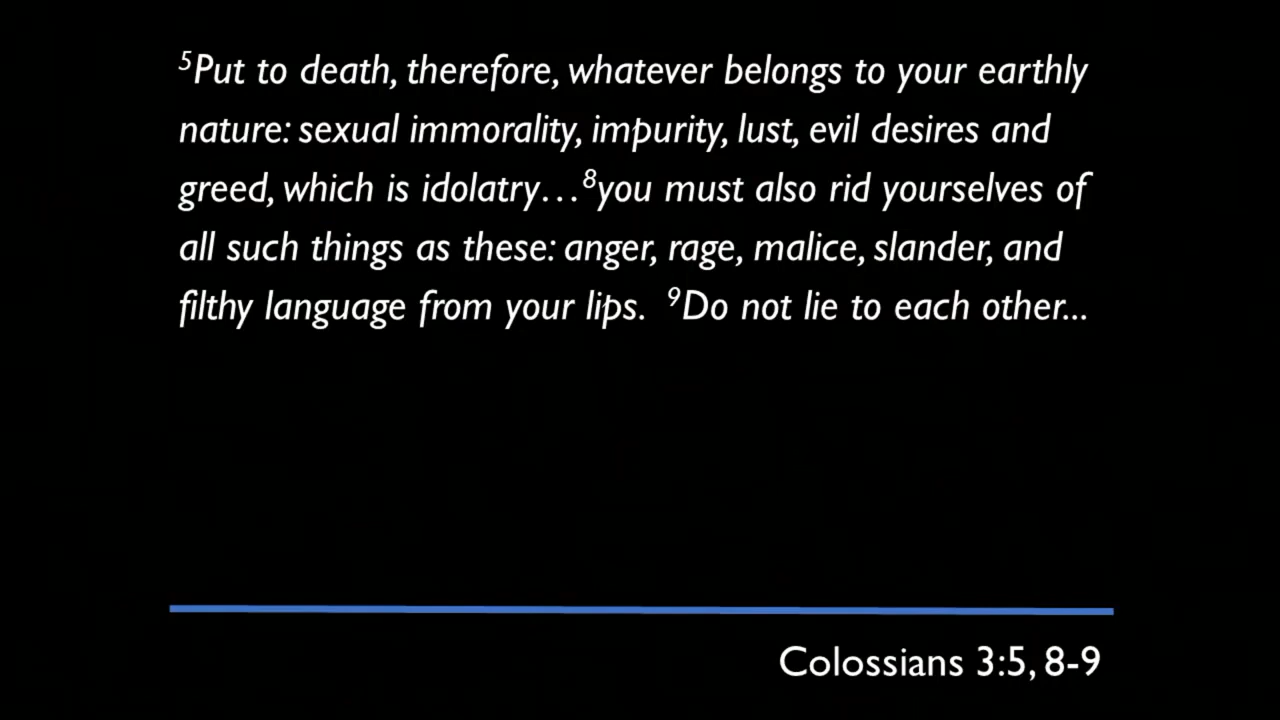 ⁵Put to death, therefore, whatever belongs to your earthly
nature: sexual immorality, impurity, lust, evil desires and
greed, which is idolatry…⁸you must also rid yourselves of
all such things as these: anger, rage, malice, slander, and
filthy language from your lips. ⁹Do not lie to each other...
Colossians 3:5, 8-9